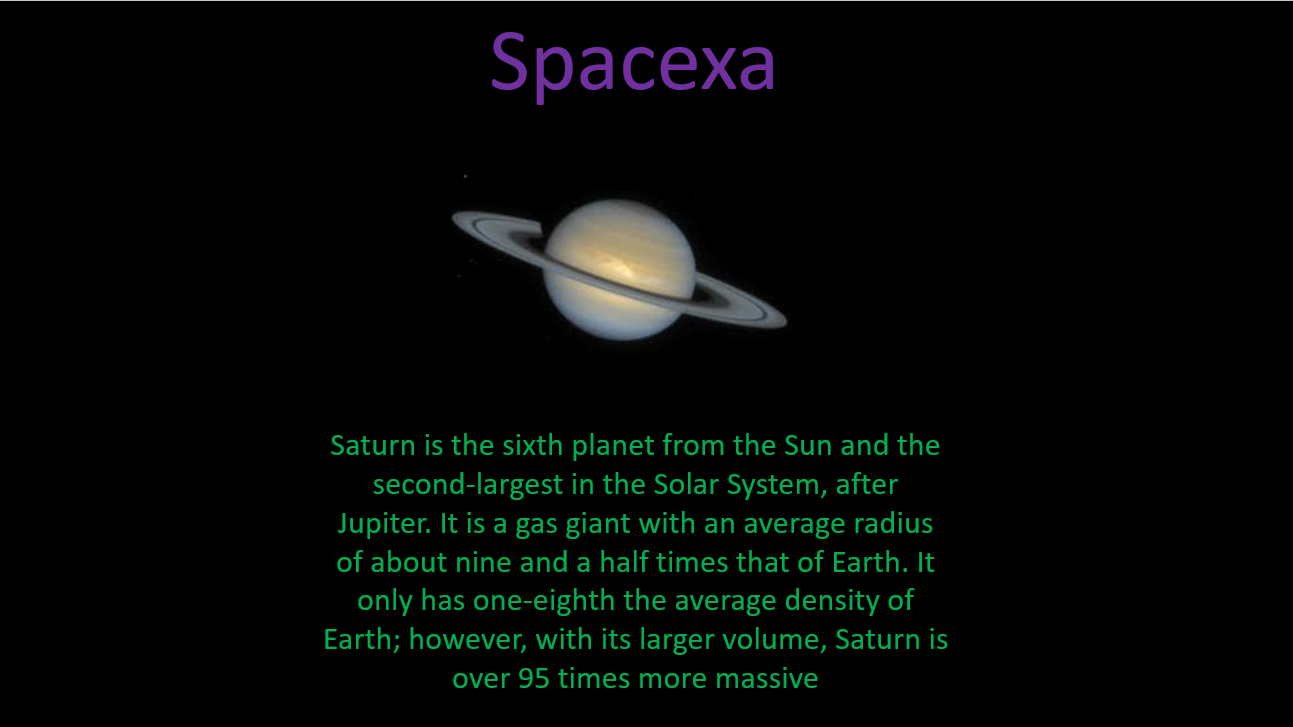 Spacexa
Saturn is the sixth planet from the Sun and the
second-largest in the Solar System, after
Jupiter. It is a gas giant with an average radius
of about nine and a half times that of Earth. It
only has one-eighth the average density of
Earth; however, with its larger volume, Saturn is
over 95 times more massive